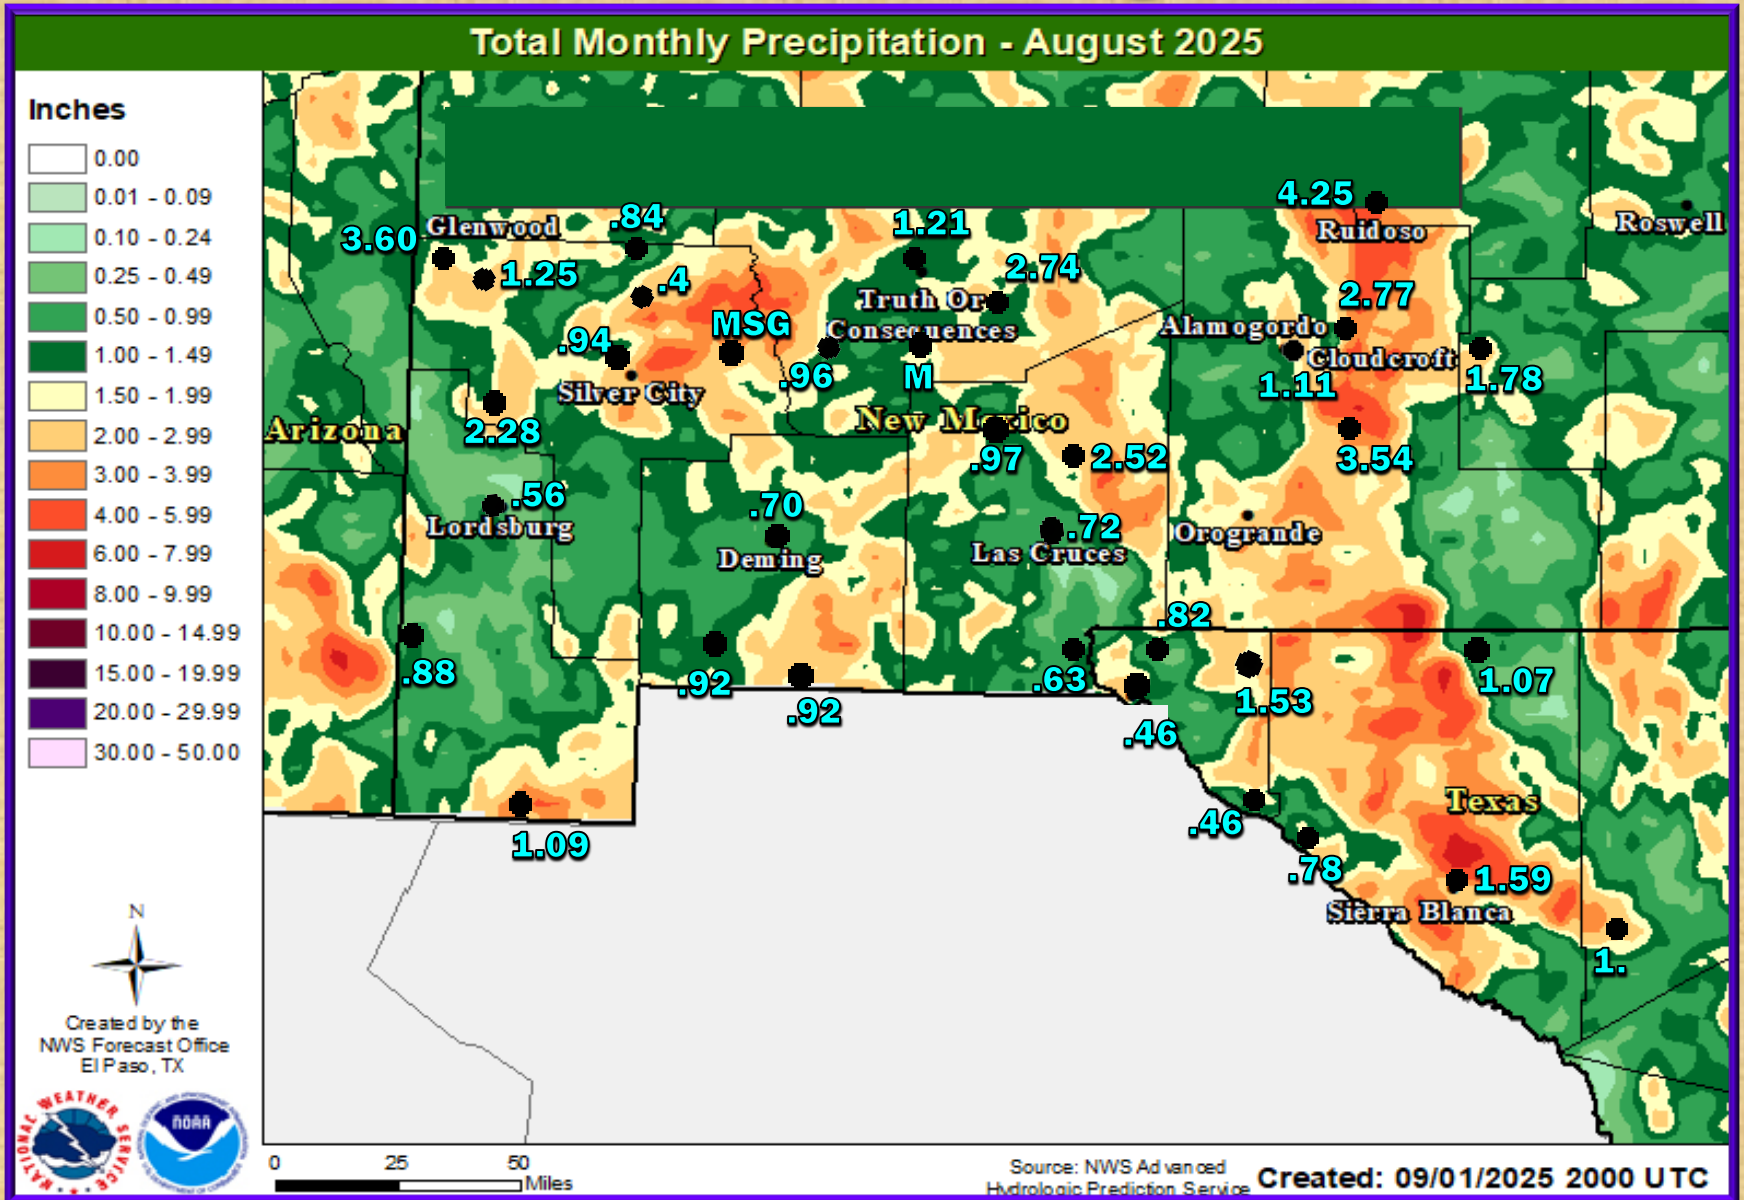 Total Monthly Precipitation - August 2025
Inches
0.00
0.01 - 0.09
0.10 - 0.24
0.25 - 0.49
0.50 - 0.99
1.00 - 1.49
1.50 - 1.99
2.00 - 2.99
3.00 - 3.99
4.00 - 5.99
6.00 - 7.99
8.00 - 9.99
10.00 - 14.99
15.00 - 19.99
20.00 - 29.99
30.00 - 50.00
4.25
Ruidoso
Roswell
3.60
Glenwood
.84
1.21
1.25
.4
2.74
2.77
Truth Or
Consequences
MSG
.94
Alamogordo
Cloudcroft
.96
M
1.11
1.78
Silver City
New Mexico
Arizona
2.28
.97
2.52
3.54
.56
Lordsburg
.70
Deming
.72
Las Cruces
Orogrande
.82
.88
.92
.63
1.53
1.07
.92
.46
Texas
.46
1.09
.78
1.59
Sierra Blanca
1.
N
Created by the
NWS Forecast Office
El Paso, TX
NATIONAL WEATHER SERVICE
NOAA
0 25 50
Miles
Source: NWS Advanced
Hydrologic Prediction Service
Created: 09/01/2025 2000 UTC